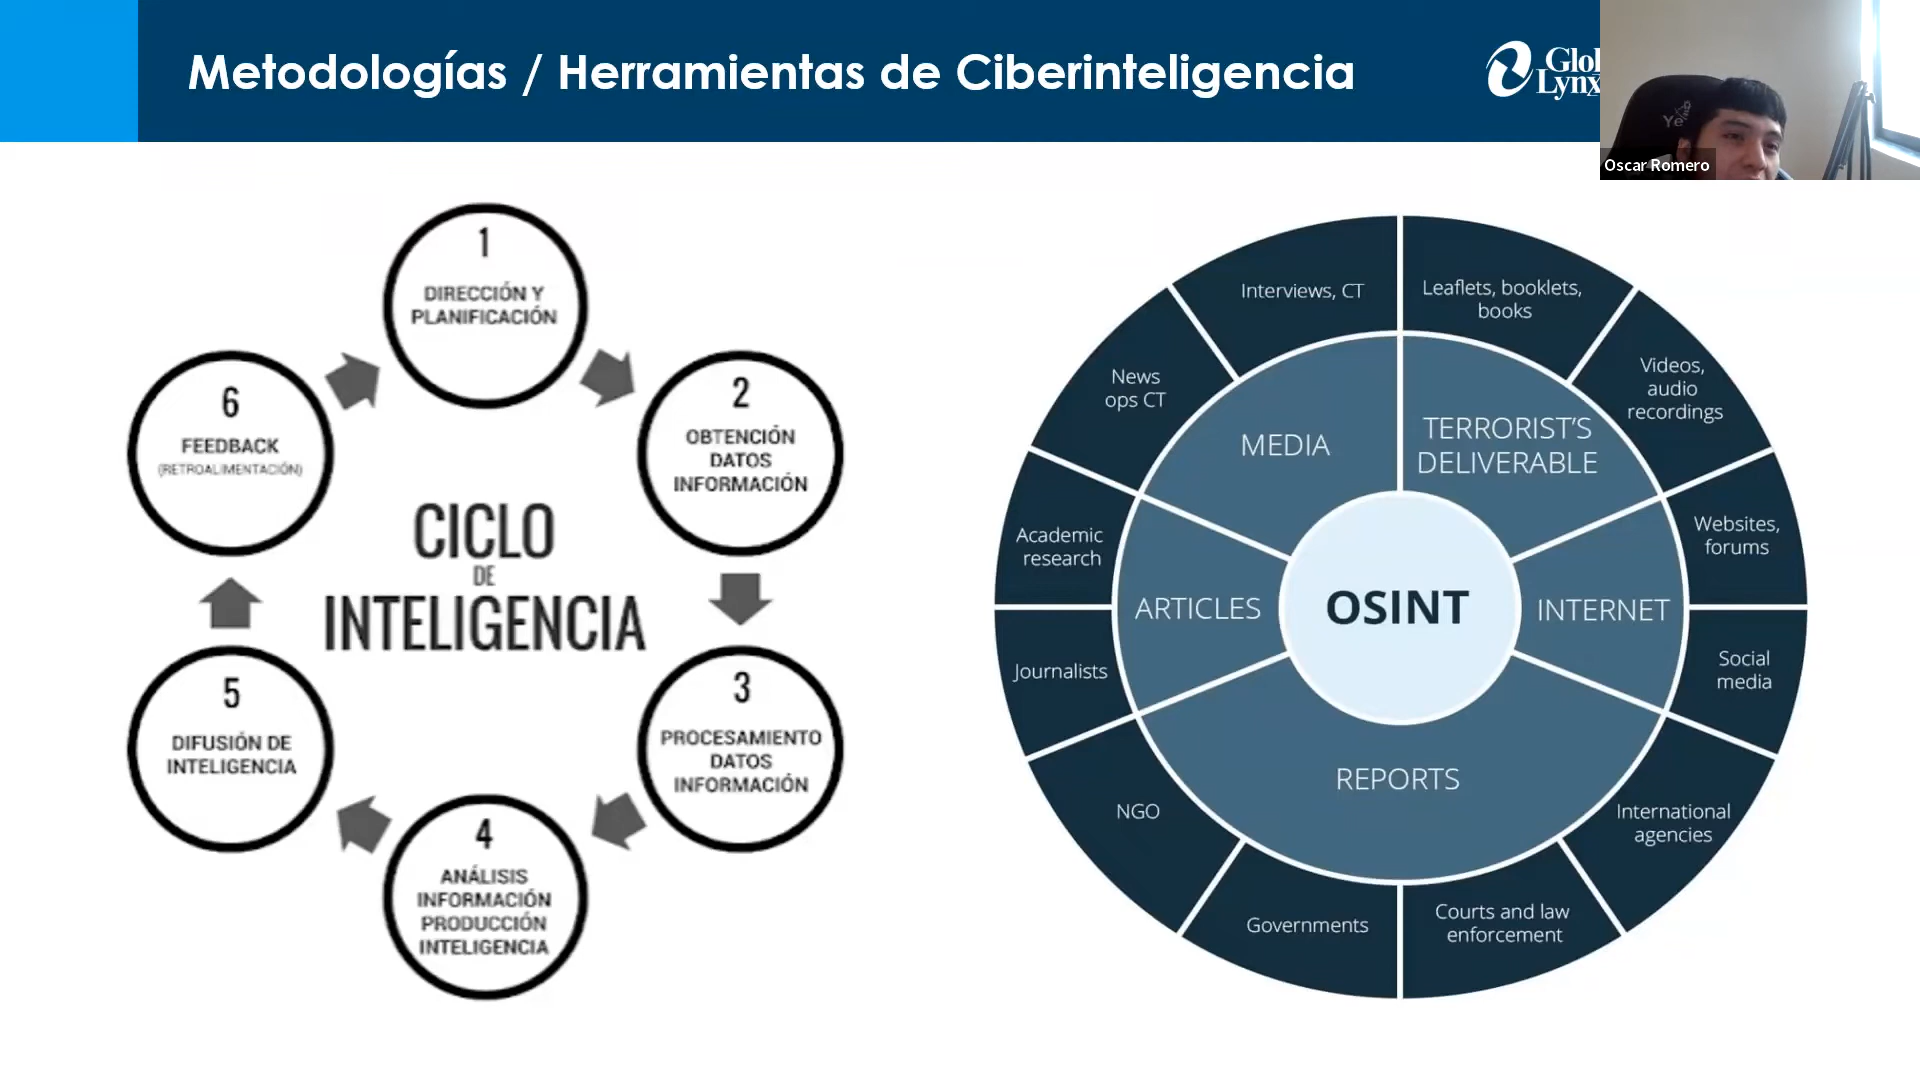 Metodologías / Herramientas de Ciberinteligencia
Lynx
Oscar Romero
1
DIRECCIÓN Y
PLANIFICACIÓN
2
OBTENCIÓN
DATOS
INFORMACIÓN
3
PROCESAMIENTO
DATOS
INFORMACIÓN
4
ANÁLISIS
INFORMACIÓN
PRODUCCIÓN
INTELIGENCIA
5
DIFUSIÓN DE
INTELIGENCIA
6
FEEDBACK
(RETROALIMENTACIÓN)
CICLO
DE
INTELIGENCIA
OSINT
MEDIA
TERRORIST'S
DELIVERABLE
INTERNET
REPORTS
ARTICLES
Interviews, CT
Leaflets, booklets,
books
Videos,
audio
recordings
Websites,
forums
Social
media
International
agencies
Courts and law
enforcement
Governments
NGO
Journalists
Academic
research
News
ops CT